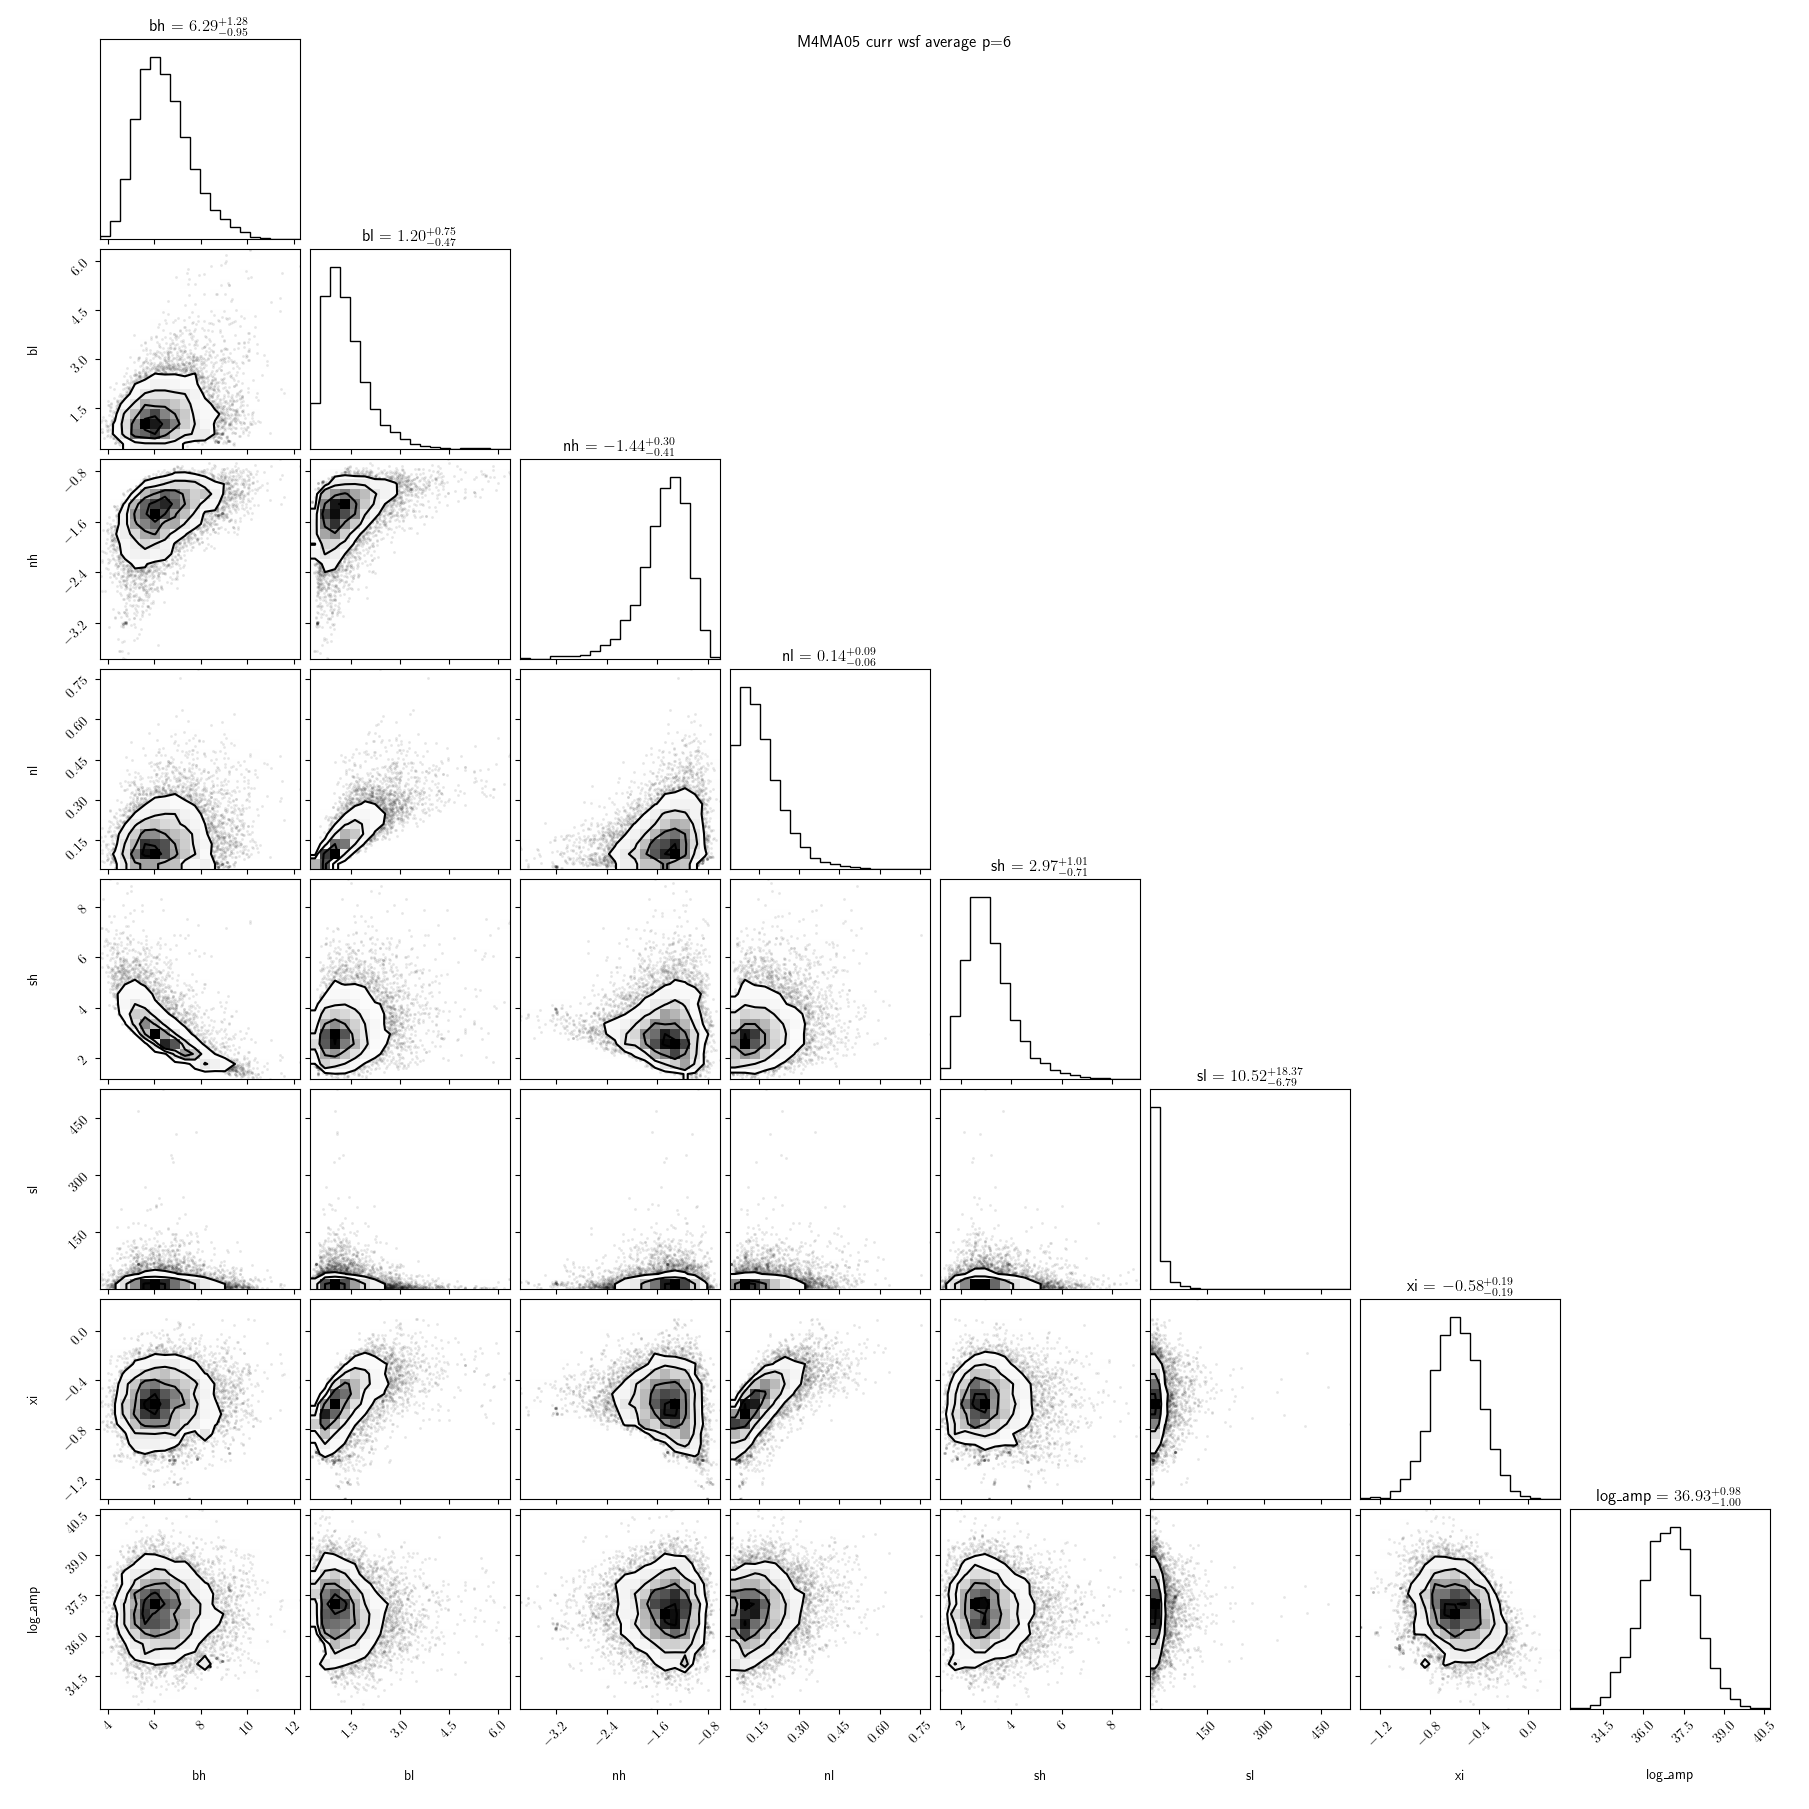 M4MA05 curr wsf average p=6
bh = 6.29^{+1.28}_{-0.95}
bl = 1.20^{+0.75}_{-0.47}
6.0
4.5
3.0
1.5
bl
nh = −1.44^{+0.30}_{-0.41}
−0.8
−1.6
−2.4
−3.2
nh
nl = 0.14^{+0.09}_{-0.06}
0.75
0.60
0.45
0.30
0.15
nl
sh = 2.97^{+1.01}_{-0.71}
8
6
4
2
sh
sl = 10.52^{+18.37}_{-6.79}
450
300
150
sl
xi = −0.58^{+0.19}_{-0.19}
0.0
−0.4
−0.8
−1.2
xi
log_amp = 36.93^{+0.98}_{-1.00}
40.5
39.0
37.5
36.0
34.5
log_amp
4 6 8 10 12 1.5 3.0 4.5 6.0 −3.2 −2.4 −1.6 −0.8 0.15 0.30 0.45 0.60 0.75 2 4 6 8 150 300 450 −1.2 −0.8 −0.4 0.0 34.5 36.0 37.5 39.0 40.5
bh bl nh nl sh sl xi log_amp